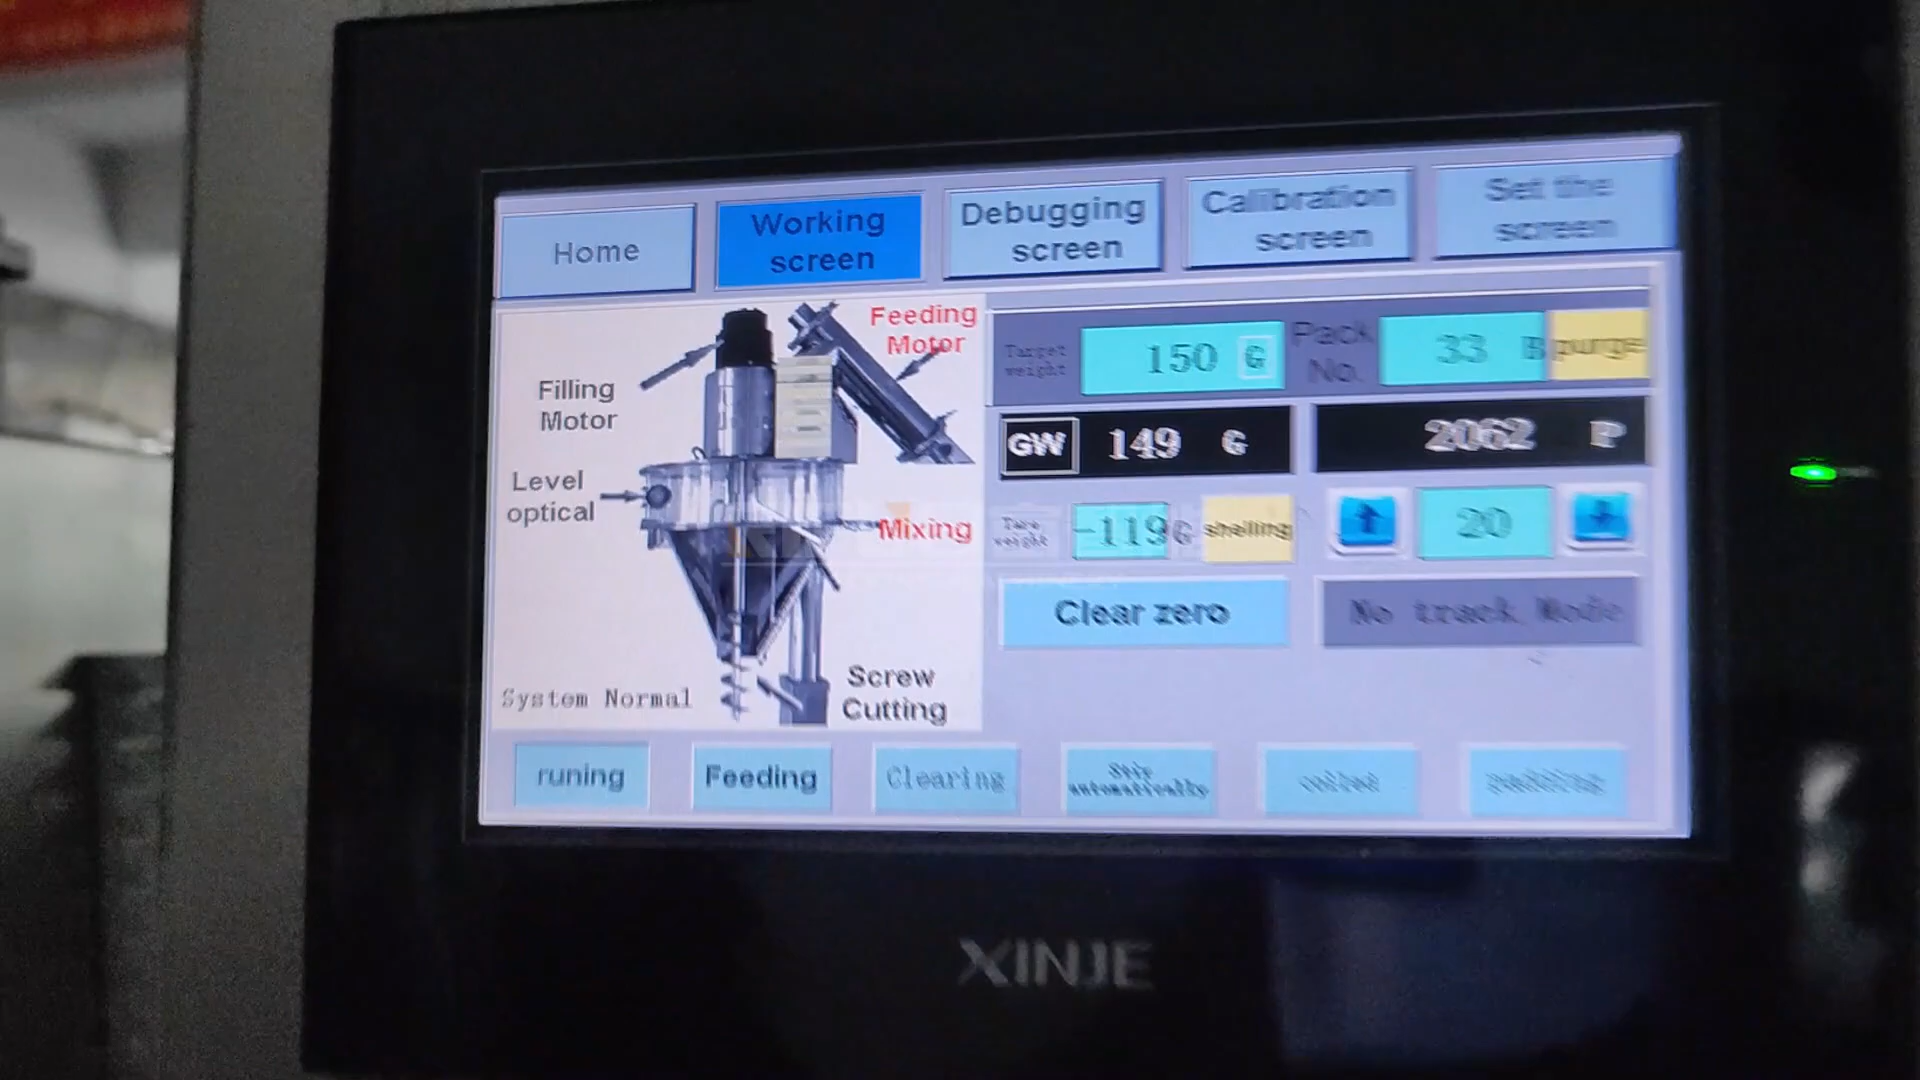 Home
Working
screen
Debugging
screen
Calibration
screen
Set the
screen
Filling
Motor
Feeding
Motor
Level
optical
Mixing
Screw
Cutting
System Normal
Target
weight
150 G
Pack
No.
33 B
purge
GW 149 G
2062 P
Tare
weight
-119G
shelling
20
Clear zero
No track Mode
runing
Feeding
Clearing
automatically
XINJE